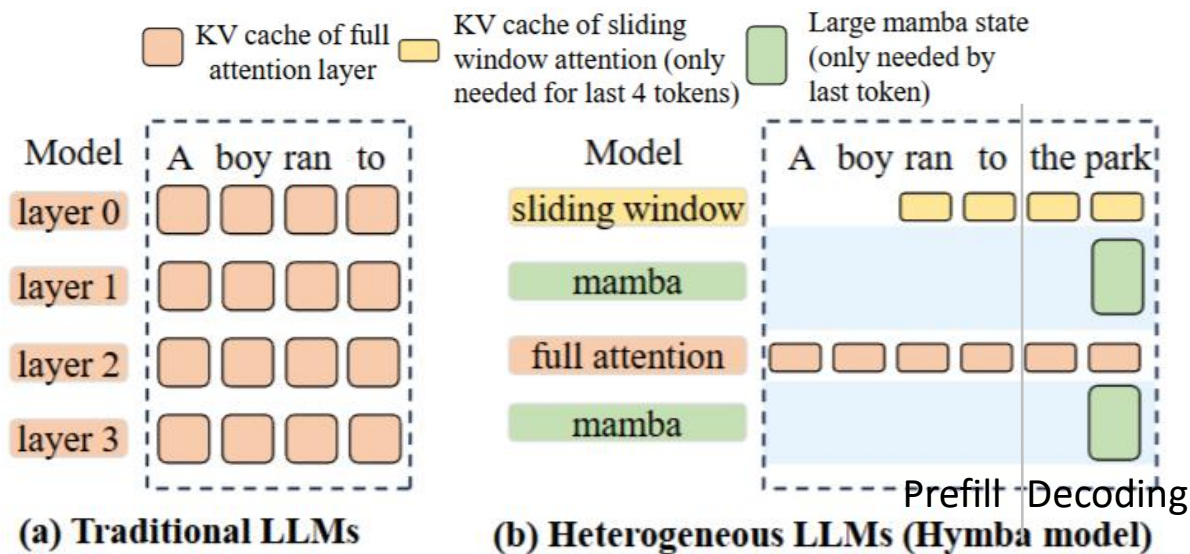 KV cache of full
attention layer
KV cache of sliding
window attention (only
needed for last 4 tokens)
Large mamba state
(only needed by
last token)
Model A boy ran to
layer 0
layer 1
layer 2
layer 3
(a) Traditional LLMs
Model A boy ran to the park
sliding window
mamba
full attention
mamba
Prefill Decoding
(b) Heterogeneous LLMs (Hymba model)